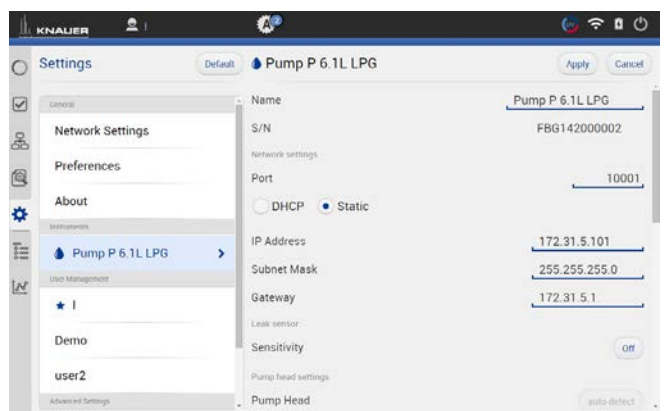 KNAUER
I
A
2
Settings
Default
Pump P 6.1L LPG
Apply
Cancel
General
Network Settings
Preferences
About
Instruments
Pump P 6.1L LPG
User Management
I
Demo
user2
Advanced Settings
Name
Pump P 6.1L LPG
S/N
FBG142000002
Network settings
Port
10001
DHCP
Static
IP Address
172.31.5.101
Subnet Mask
255.255.255.0
Gateway
172.31.5.1
Leak sensor
Sensitivity
Off
Pump head settings
Pump Head
auto detect